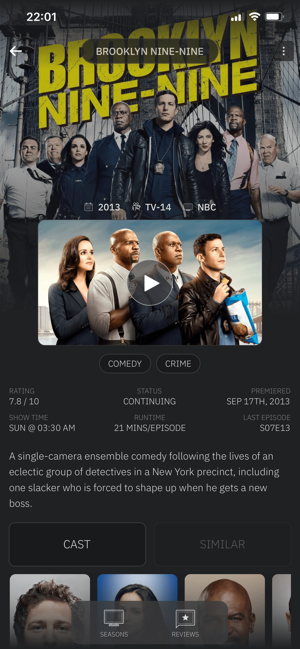 22:01
BROOKLYN
NINE-NINE
BROOKLYN NINE-NINE
2013 TV-14 NBC
COMEDY CRIME
RATING STATUS PREMIERED
7.8 / 10 CONTINUING SEP 17TH, 2013
SHOW TIME RUNTIME LAST EPISODE
SUN @ 03:30 AM 21 MINS/EPISODE S07E13
A single-camera ensemble comedy following the lives of an
eclectic group of detectives in a New York precinct, including
one slacker who is forced to shape up when he gets a new
boss.
CAST SIMILAR
SEASONS REVIEWS